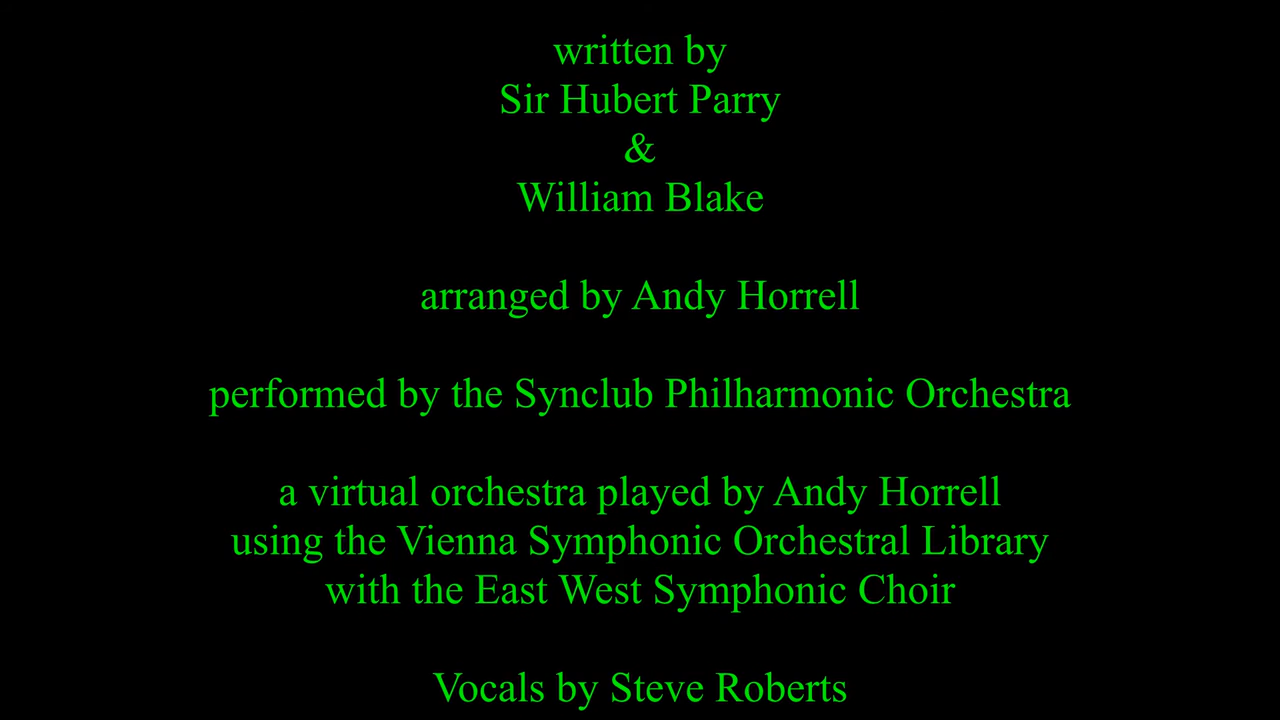 written by
Sir Hubert Parry
&
William Blake
arranged by Andy Horrell
performed by the Synclub Philharmonic Orchestra
a virtual orchestra played by Andy Horrell
using the Vienna Symphonic Orchestral Library
with the East West Symphonic Choir
Vocals by Steve Roberts